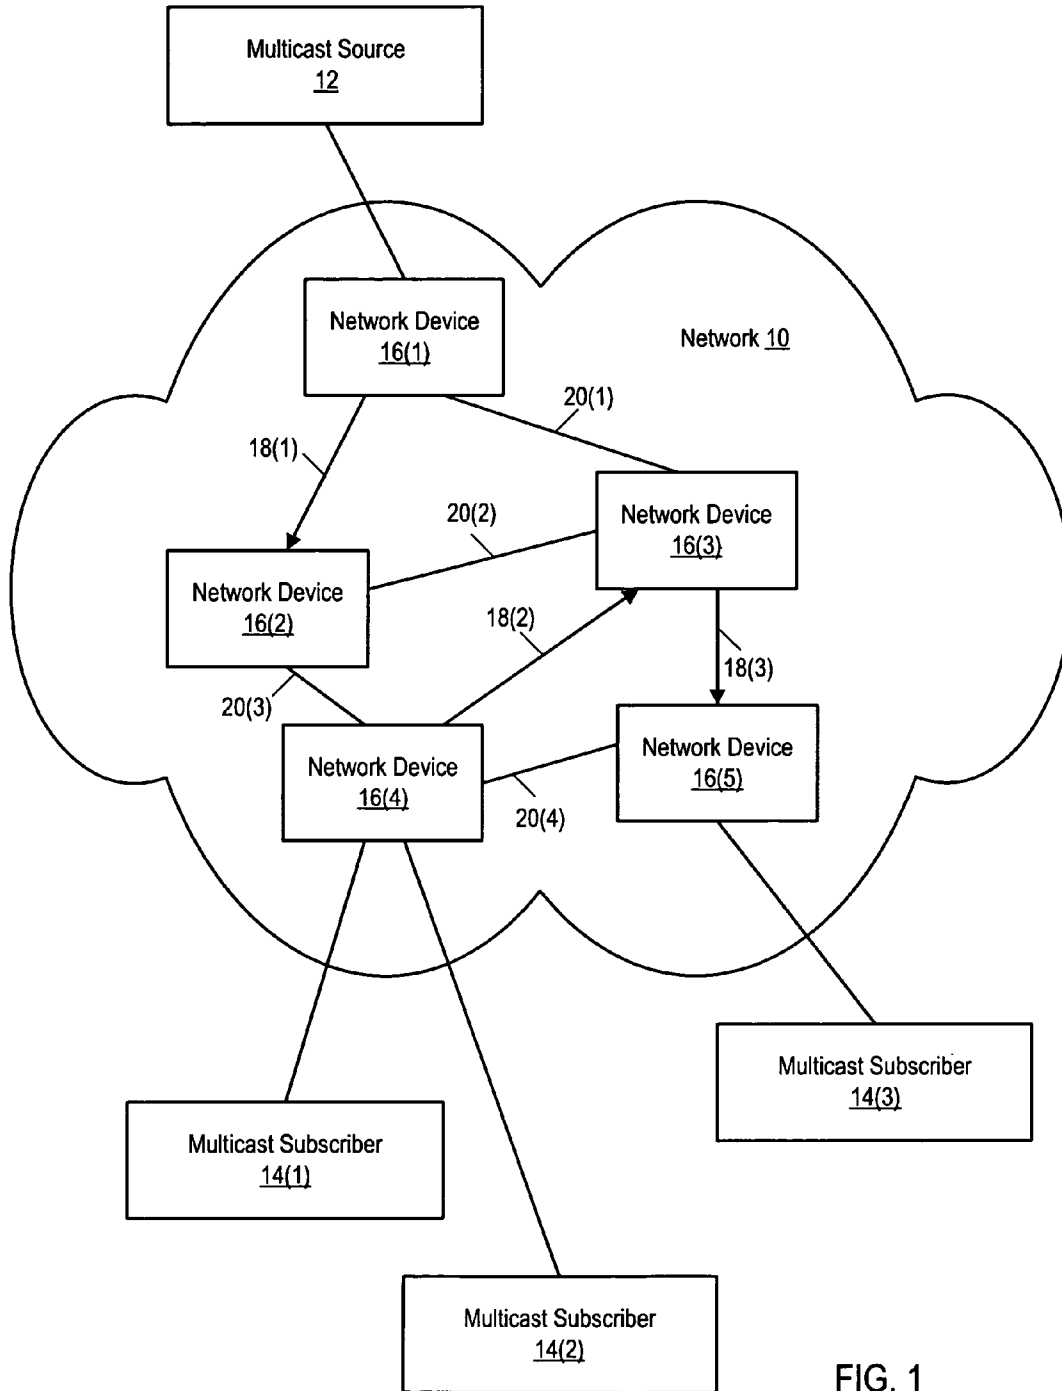 Multicast Source
12
Network Device
16(1)
Network 10
20(1)
18(1)
20(2)
Network Device
16(3)
Network Device
16(2)
18(2)
18(3)
20(3)
Network Device
16(4)
Network Device
16(5)
20(4)
Multicast Subscriber
14(3)
Multicast Subscriber
14(1)
Multicast Subscriber
14(2)
FIG. 1